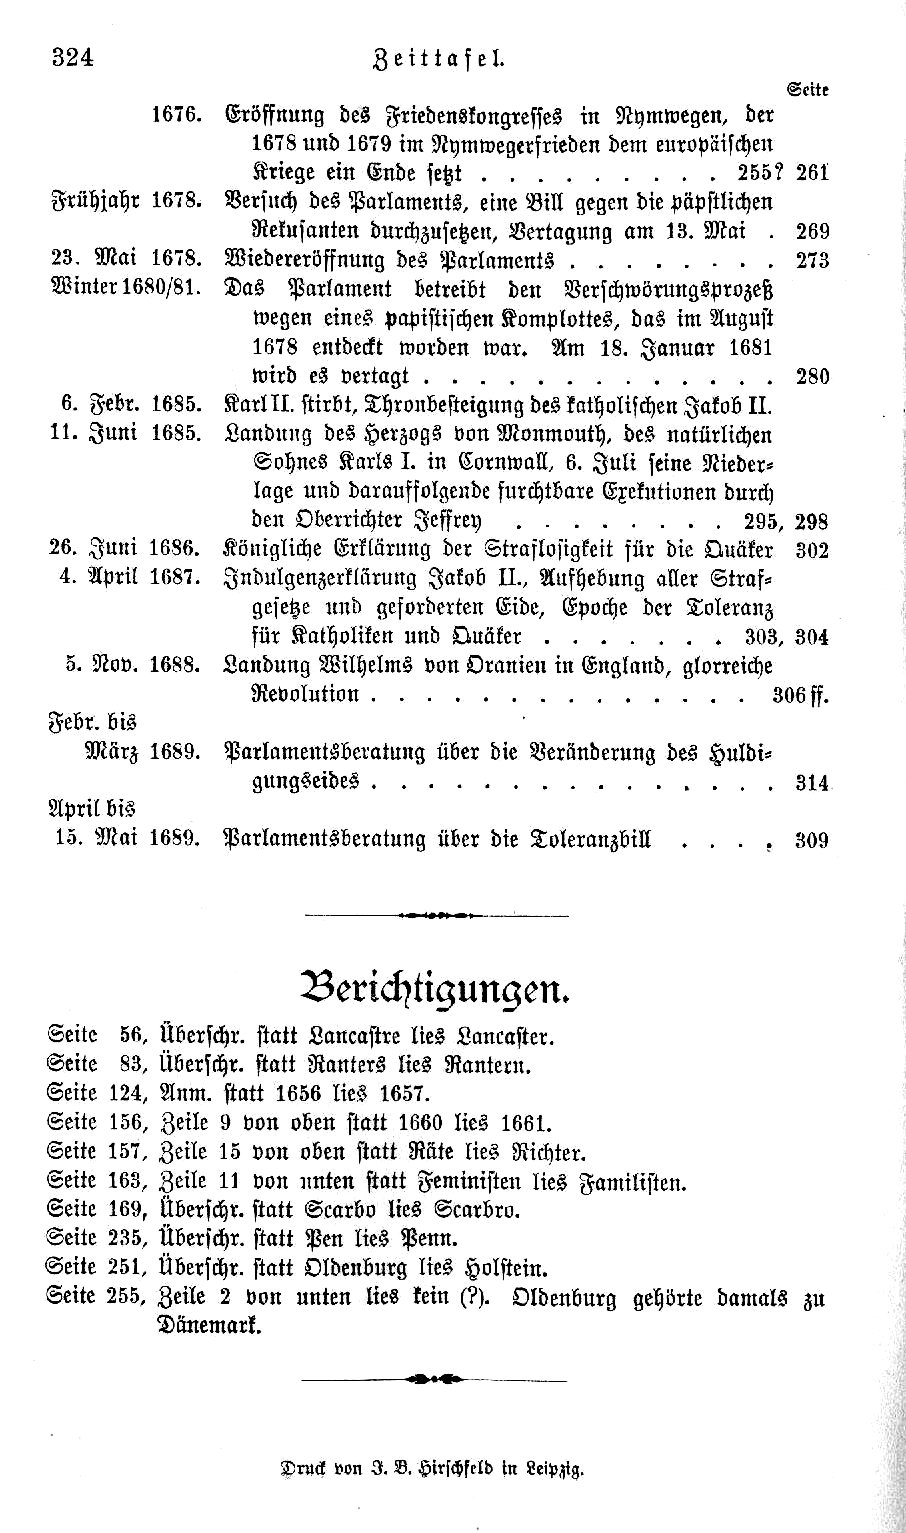 324 Zeittafel.
Seite
1676. Eröffnung des Friedenskongresses in Nymwegen, der
1678 und 1679 im Nymwegerfrieden dem europäischen
Kriege ein Ende setzt . . . . . . . . . 255? 261
Frühjahr 1678. Versuch des Parlaments, eine Bill gegen die päpstlichen
Rekusanten durchzusetzen, Vertagung am 13. Mai . 269
23. Mai 1678. Wiedereröffnung des Parlaments . . . . . . . . 273
Winter 1680/81. Das Parlament betreibt den Verschwörungsprozeß
wegen eines papistischen Komplottes, das im August
1678 entdeckt worden war. Am 18. Januar 1681
wird es vertagt . . . . . . . . . . . . . 280
6. Febr. 1685. Karl II. stirbt, Thronbesteigung des katholischen Jakob II.
11. Juni 1685. Landung des Herzogs von Monmouth, des natürlichen
Sohnes Karls I. in Cornwall, 6. Juli seine Nieder-
lage und darauffolgende furchtbare Exekutionen durch
den Oberrichter Jeffrey . . . . . . . . 295, 298
26. Juni 1686. Königliche Erklärung der Straflosigkeit für die Quäker 302
4. April 1687. Indulgenzerklärung Jakob II., Aufhebung aller Straf-
gesetze und geforderten Eide, Epoche der Toleranz
für Katholiken und Quäker . . . . . . . 303, 304
5. Nov. 1688. Landung Wilhelms von Oranien in England, glorreiche
Revolution . . . . . . . . . . . . . . 306 ff.
Febr. bis
März 1689. Parlamentsberatung über die Veränderung des Huldi-
gungseides . . . . . . . . . . . . . . . 314
April bis
15. Mai 1689. Parlamentsberatung über die Toleranzbill . . . . 309
Berichtigungen.
Seite 56, Überschr. statt Lancastre lies Lancaster.
Seite 83, Überschr. statt Ranters lies Rantern.
Seite 124, Anm. statt 1656 lies 1657.
Seite 156, Zeile 9 von oben statt 1660 lies 1661.
Seite 157, Zeile 15 von oben statt Räte lies Richter.
Seite 163, Zeile 11 von unten statt Feministen lies Familisten.
Seite 169, Überschr. statt Scarbo lies Scarbro.
Seite 235, Überschr. statt Pen lies Penn.
Seite 251, Überschr. statt Oldenburg lies Holstein.
Seite 255, Zeile 2 von unten lies kein (?). Oldenburg gehörte damals zu
Dänemark.
Druck von J. B. Hirschfeld in Leipzig.